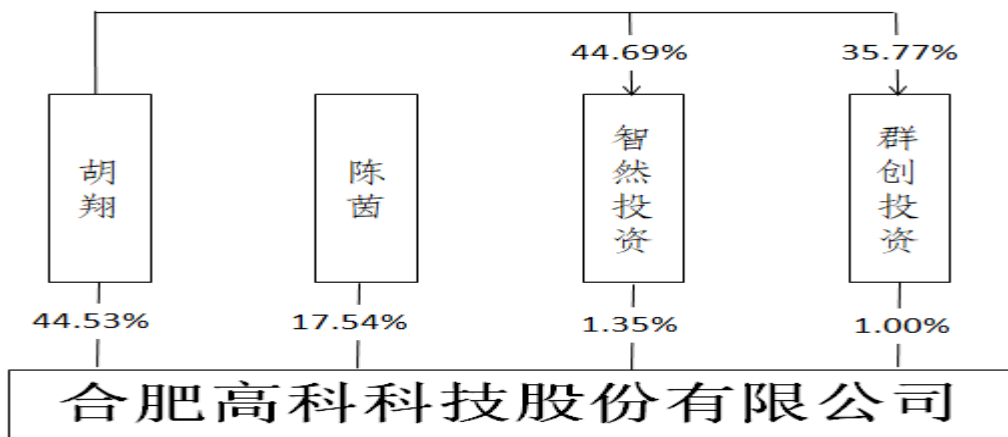 44.69%
35.77%
胡翔
陈茵
智然投资
群创投资
44.53%
17.54%
1.35%
1.00%
合肥高科科技股份有限公司